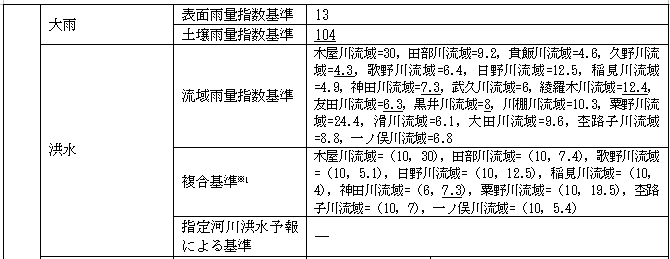 大雨
表面雨量指数基準
13
土壌雨量指数基準
104
洪水
流域雨量指数基準
木屋川流域=30，田部川流域=9.2，貴飯川流域=4.6，久野川流
域=4.3，歌野川流域=6.4，日野川流域=12.5，稲見川流域
=4.9，神田川流域=7.3，武久川流域=6，綾羅木川流域=12.4，
友田川流域=6.3，黒井川流域=8，川棚川流域=10.3，粟野川流
域=24.4，滑川流域=6.1，大田川流域=9.6，杢路子川流域
=8.8，一ノ俣川流域=6.8
複合基準※1
木屋川流域=（10，30），田部川流域=（10，7.4），歌野川流域
=（10，5.1），日野川流域=（10，12.5），稲見川流域=（10，
4），神田川流域=（6，7.3），粟野川流域=（10，19.5），杢路
子川流域=（10，7），一ノ俣川流域=（10，5.4）
指定河川洪水予報
による基準
―